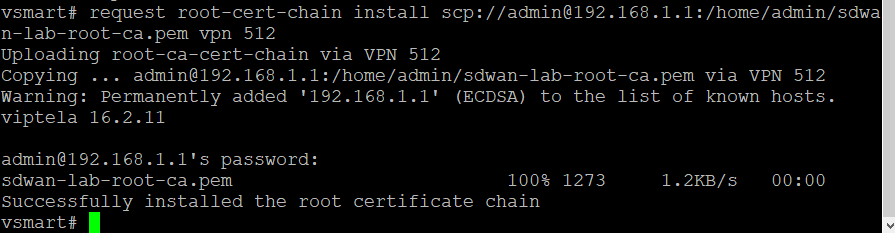 vsmart# request root-cert-chain install scp://admin@192.168.1.1:/home/admin/sdwa
n-lab-root-ca.pem vpn 512
Uploading root-ca-cert-chain via VPN 512
Copying ... admin@192.168.1.1:/home/admin/sdwan-lab-root-ca.pem via VPN 512
Warning: Permanently added '192.168.1.1' (ECDSA) to the list of known hosts.
viptela 16.2.11
admin@192.168.1.1's password:
sdwan-lab-root-ca.pem                         100% 1273     1.2KB/s   00:00
Successfully installed the root certificate chain
vsmart#